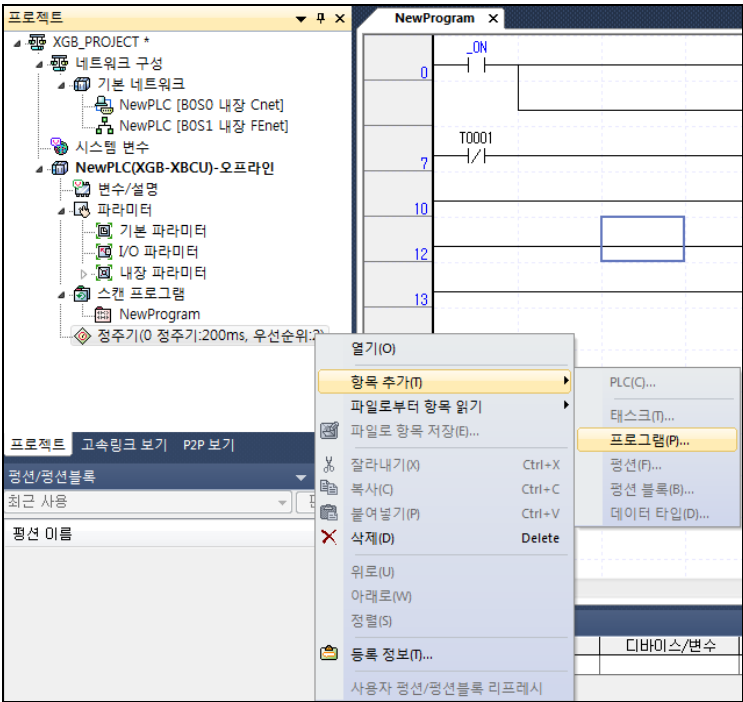 프로젝트
XGB_PROJECT *
네트워크 구성
기본 네트워크
NewPLC [B0S0 내장 Cnet]
NewPLC [B0S1 내장 FEnet]
시스템 변수
NewPLC(XGB-XBCU)-오프라인
변수/설명
파라미터
기본 파라미터
I/O 파라미터
내장 파라미터
스캔 프로그램
NewProgram
정주기(0 정주기:200ms, 우선순위:2)
프로젝트 고속링크 보기 P2P 보기
펑션/펑션블록
최근 사용
펑션 이름
NewProgram
_ON
0
T0001
7
10
12
13
열기(O)
항목 추가(T)
파일로부터 항목 읽기
파일로 항목 저장(E)...
잘라내기(X) Ctrl+X
복사(C) Ctrl+C
붙여넣기(P) Ctrl+V
삭제(D) Delete
위로(U)
아래로(W)
정렬(S)
등록 정보(T)...
사용자 펑션/펑션블록 리프레시
PLC(C)...
태스크(T)...
프로그램(P)...
펑션(F)...
펑션 블록(B)...
데이터 타입(D)...
디바이스/변수